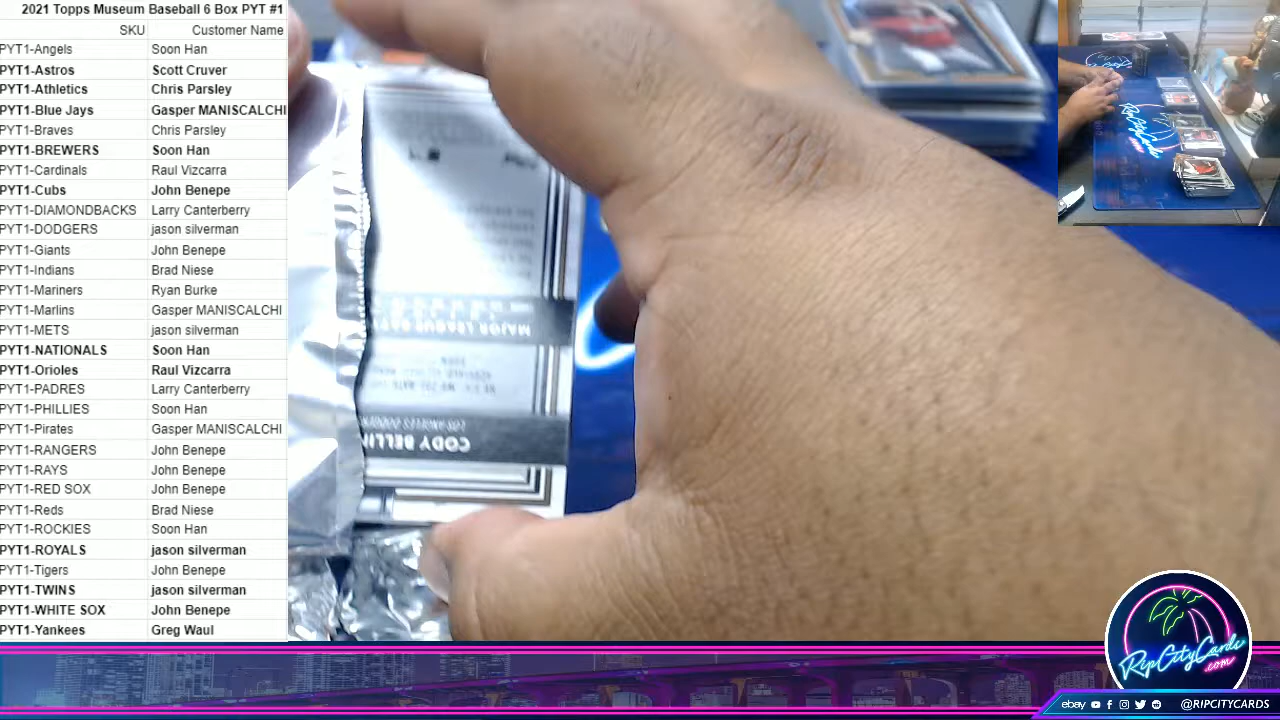 2021 Topps Museum Baseball 6 Box PYT #1
SKU Customer Name
PYT1-Angels Soon Han
PYT1-Astros Scott Cruver
PYT1-Athletics Chris Parsley
PYT1-Blue Jays Gasper MANISCALCHI
PYT1-Braves Chris Parsley
PYT1-BREWERS Soon Han
PYT1-Cardinals Raul Vizcarra
PYT1-Cubs John Benepe
PYT1-DIAMONDBACKS Larry Canterberry
PYT1-DODGERS jason silverman
PYT1-Giants John Benepe
PYT1-Indians Brad Niese
PYT1-Mariners Ryan Burke
PYT1-Marlins Gasper MANISCALCHI
PYT1-METS jason silverman
PYT1-NATIONALS Soon Han
PYT1-Orioles Raul Vizcarra
PYT1-PADRES Larry Canterberry
PYT1-PHILLIES Soon Han
PYT1-Pirates Gasper MANISCALCHI
PYT1-RANGERS John Benepe
PYT1-RAYS John Benepe
PYT1-RED SOX John Benepe
PYT1-Reds Brad Niese
PYT1-ROCKIES Soon Han
PYT1-ROYALS jason silverman
PYT1-Tigers John Benepe
PYT1-TWINS jason silverman
PYT1-WHITE SOX John Benepe
PYT1-Yankees Greg Waul
MAJOR LEAGUE
LOS ANGELES DODGERS
CODY BELLIN
RipCityCards
.com
ebay @RIPCITYCARDS